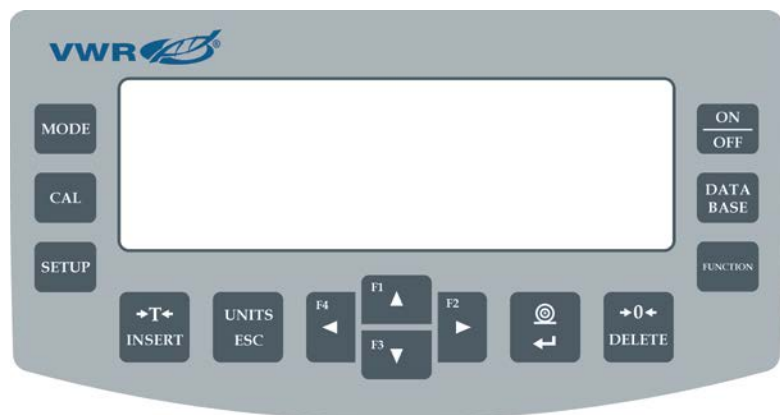 VWR®
MODE
CAL
SETUP
ON
OFF
DATA
BASE
FUNCTION
→T←
INSERT
UNITS
ESC
F4
F1
F3
F2
→0←
DELETE